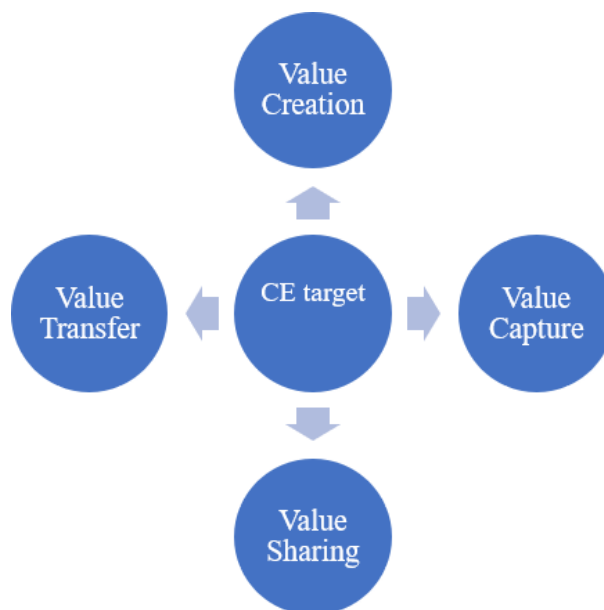 Value
Creation
Value
Transfer
CE target
Value
Capture
Value
Sharing